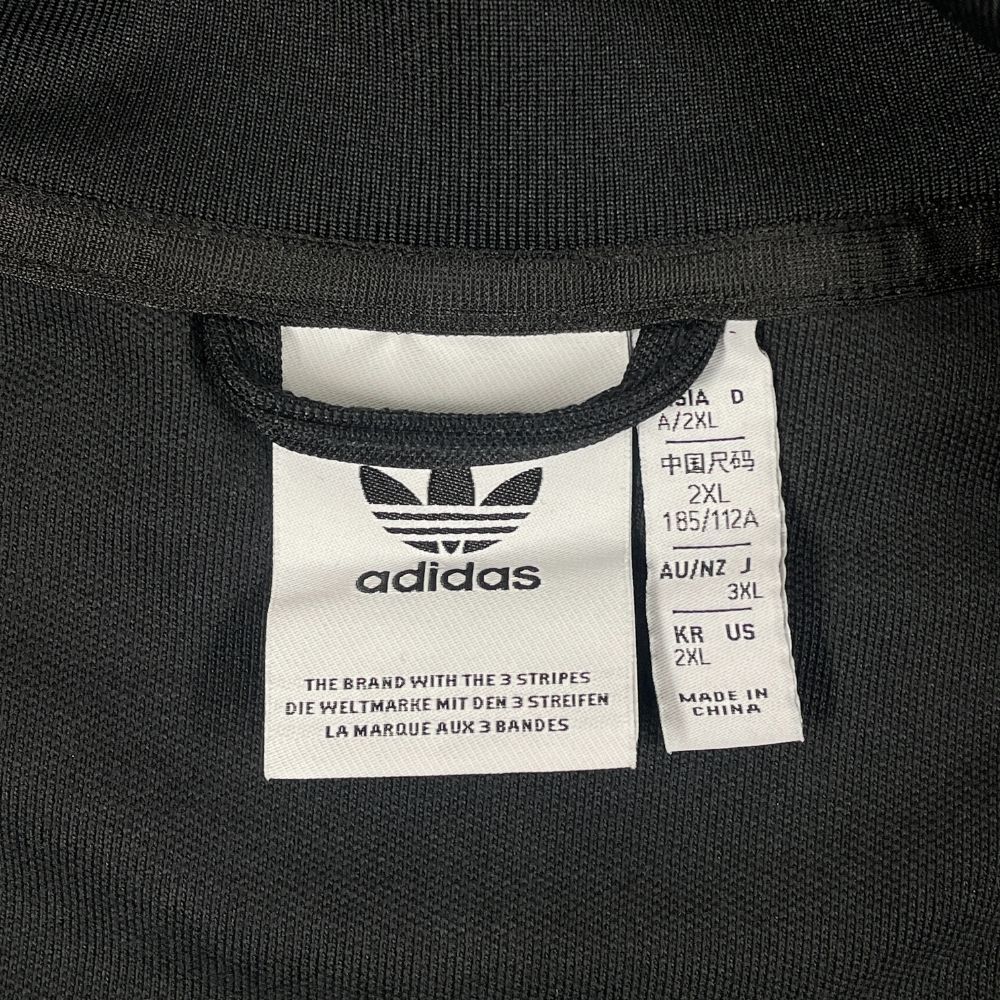 adidas
THE BRAND WITH THE 3 STRIPES
DIE WELTMARKE MIT DEN 3 STREIFEN
LA MARQUE AUX 3 BANDES
D
A/2XL
中国尺码
2XL
185/112A
AU/NZ J
3XL
KR US
2XL
MADE IN
CHINA